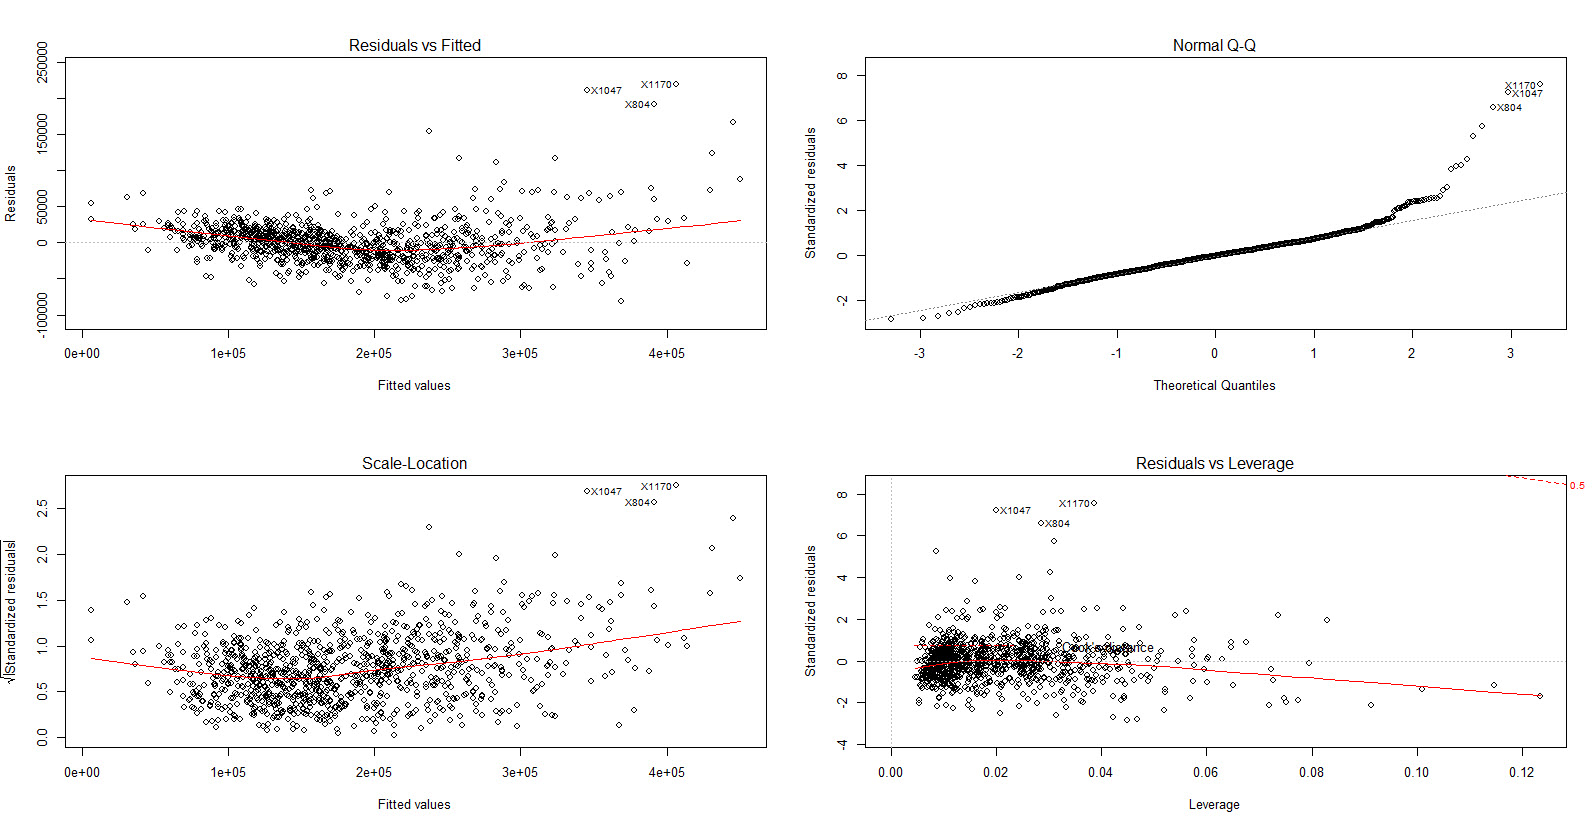 Residuals vs Fitted
Residuals
250000
150000
50000
0
-100000
X1047
X1170
X804
0e+00 1e+05 2e+05 3e+05 4e+05
Fitted values
Normal Q-Q
Standardized residuals
8
6
4
2
0
-2
X1170
X1047
X804
-3 -2 -1 0 1 2 3
Theoretical Quantiles
Scale-Location
√|Standardized residuals|
2.5
2.0
1.5
1.0
0.5
0.0
X1047
X1170
X804
0e+00 1e+05 2e+05 3e+05 4e+05
Fitted values
Residuals vs Leverage
Standardized residuals
8
6
4
2
0
-2
-4
X1047
X1170
X804
0.5
Cook's distance
0.00 0.02 0.04 0.06 0.08 0.10 0.12
Leverage